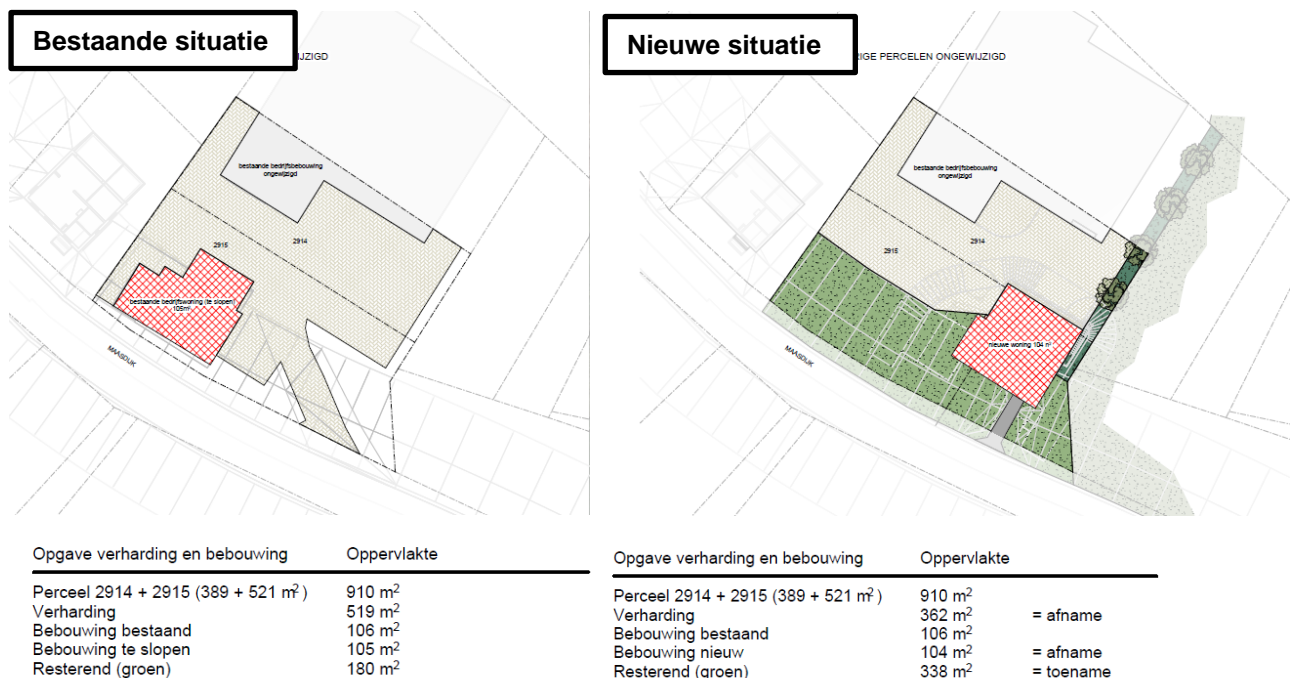 Bestaande situatie
IJZIGD
bestaande bedrijfsbebouwing
ongewijzigd
2915
2914
bestaande bedrijfswoning (te slopen)
105m²
MAASDIJK
Opgave verharding en bebouwing Oppervlakte
Perceel 2914 + 2915 (389 + 521 m²) 910 m²
Verharding 519 m²
Bebouwing bestaand 106 m²
Bebouwing te slopen 105 m²
Resterend (groen) 180 m²
Nieuwe situatie
RIGE PERCELEN ONGEWIJZIGD
bestaande bedrijfsbebouwing
ongewijzigd
2915
2914
nieuwe woning 104 m²
MAASDIJK
Opgave verharding en bebouwing Oppervlakte
Perceel 2914 + 2915 (389 + 521 m²) 910 m²
Verharding 362 m² = afname
Bebouwing bestaand 106 m²
Bebouwing nieuw 104 m² = afname
Resterend (groen) 338 m² = toename